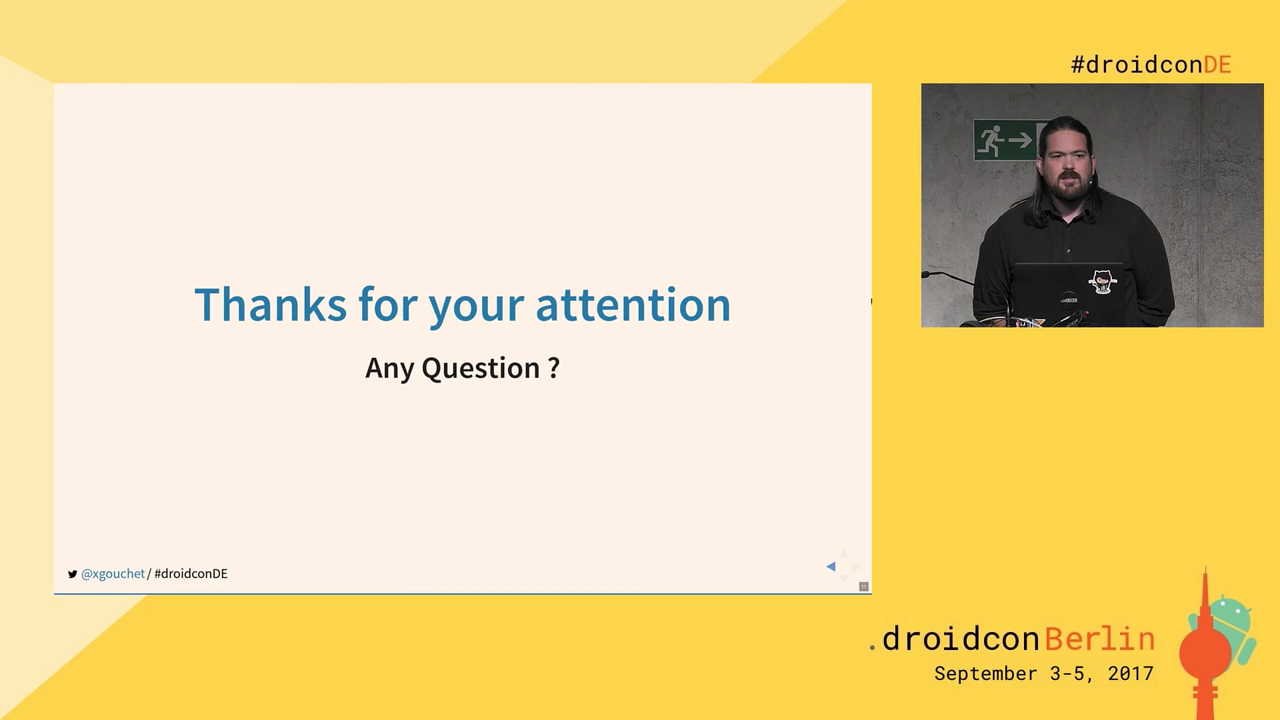 #droidconDE
Thanks for your attention
Any Question ?
@xgouchet / #droidconDE
.droidconBerlin
September 3-5, 2017